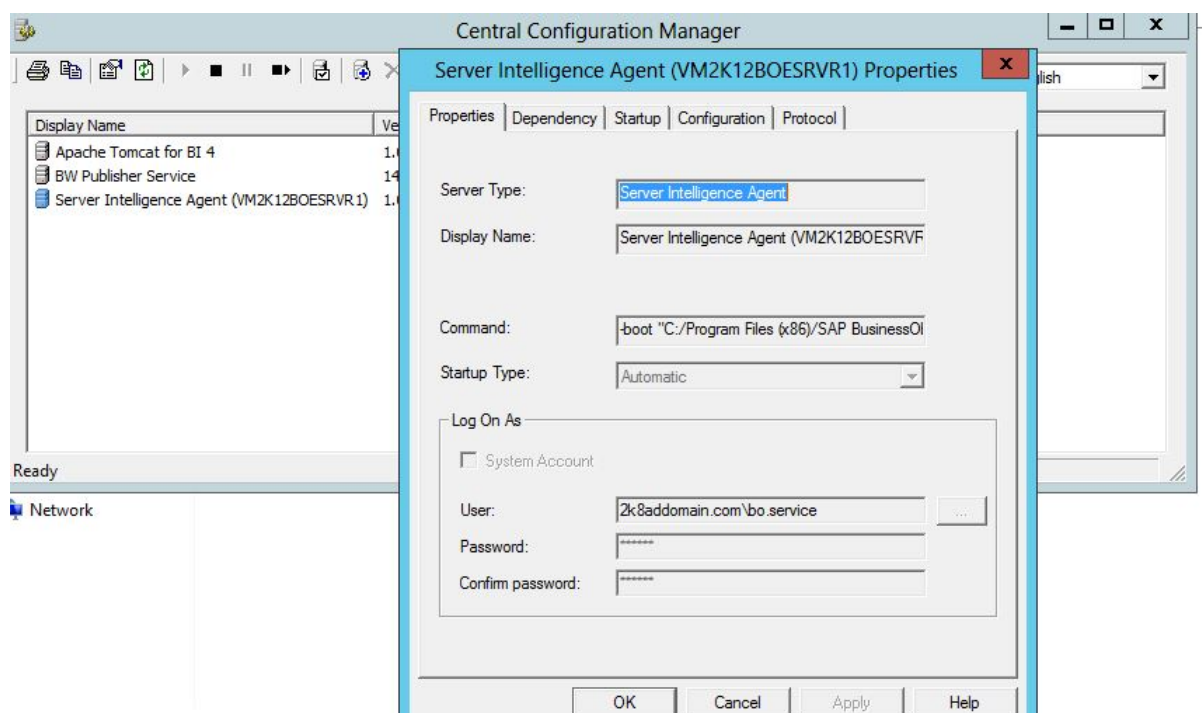 Central Configuration Manager
Server Intelligence Agent (VM2K12BOESRVR1) Properties
Display Name
Apache Tomcat for BI 4
BW Publisher Service
14
Server Intelligence Agent (VM2K12BOESRVR1)
Ready
Network
Properties
Dependency
Startup
Configuration
Protocol
Server Type:
Server Intelligence Agent
Display Name:
Server Intelligence Agent (VM2K12BOESRVR
Command:
-boot "C:/Program Files (x86)/SAP BusinessO
Startup Type:
Automatic
Log On As
System Account
User:
2k8addomain.com\bo.service
...
Password:
******
Confirm password:
******
OK
Cancel
Apply
Help